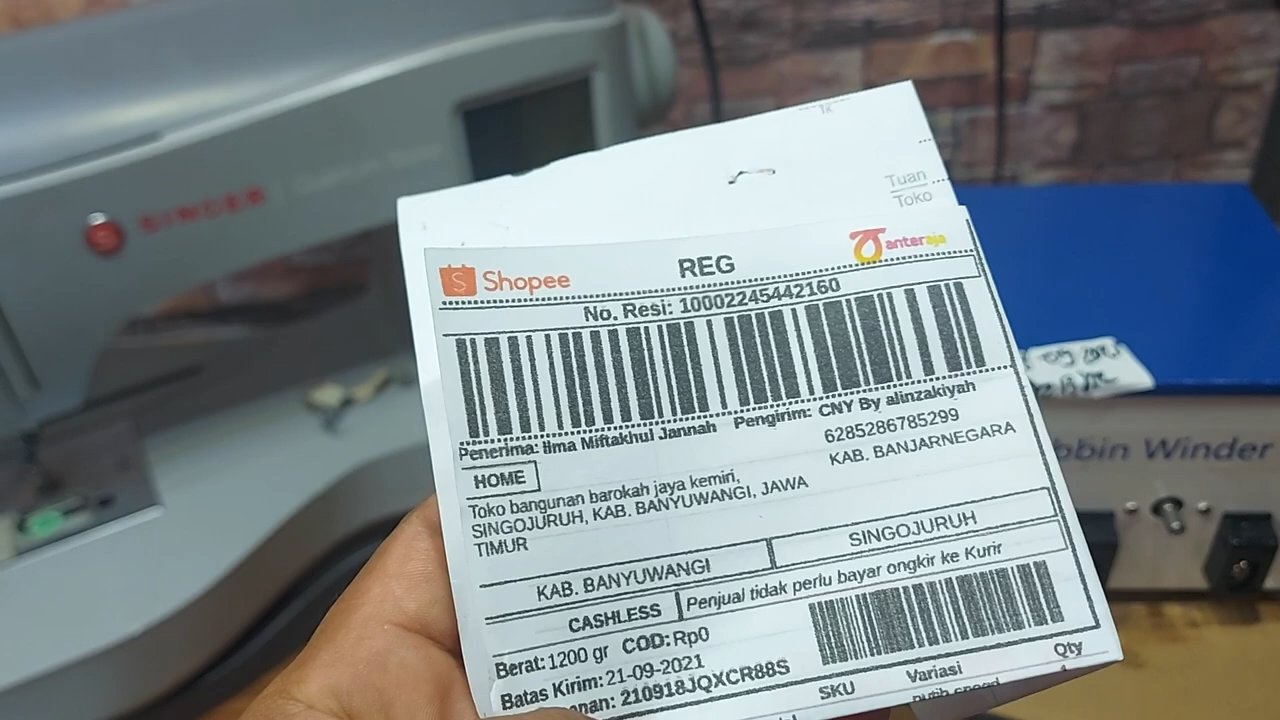 SINGER
Tuan
Toko
Shopee
REG
anteraja
No. Resi: 10002245442160
Penerima: Ilma Miftakhul Jannah Pengirim: CNY By alinzakiyah
6285286785299
KAB. BANJARNEGARA
HOME
Toko bangunan barokah jaya kemiri,
SINGOJURUH, KAB. BANYUWANGI, JAWA
TIMUR
KAB. BANYUWANGI
SINGOJURUH
CASHLESS Penjual tidak perlu bayar ongkir ke Kurir
Berat: 1200 gr COD: Rp0
Batas Kirim: 21-09-2021
210918JQXCR88S
SKU Variasi Qty
Winder